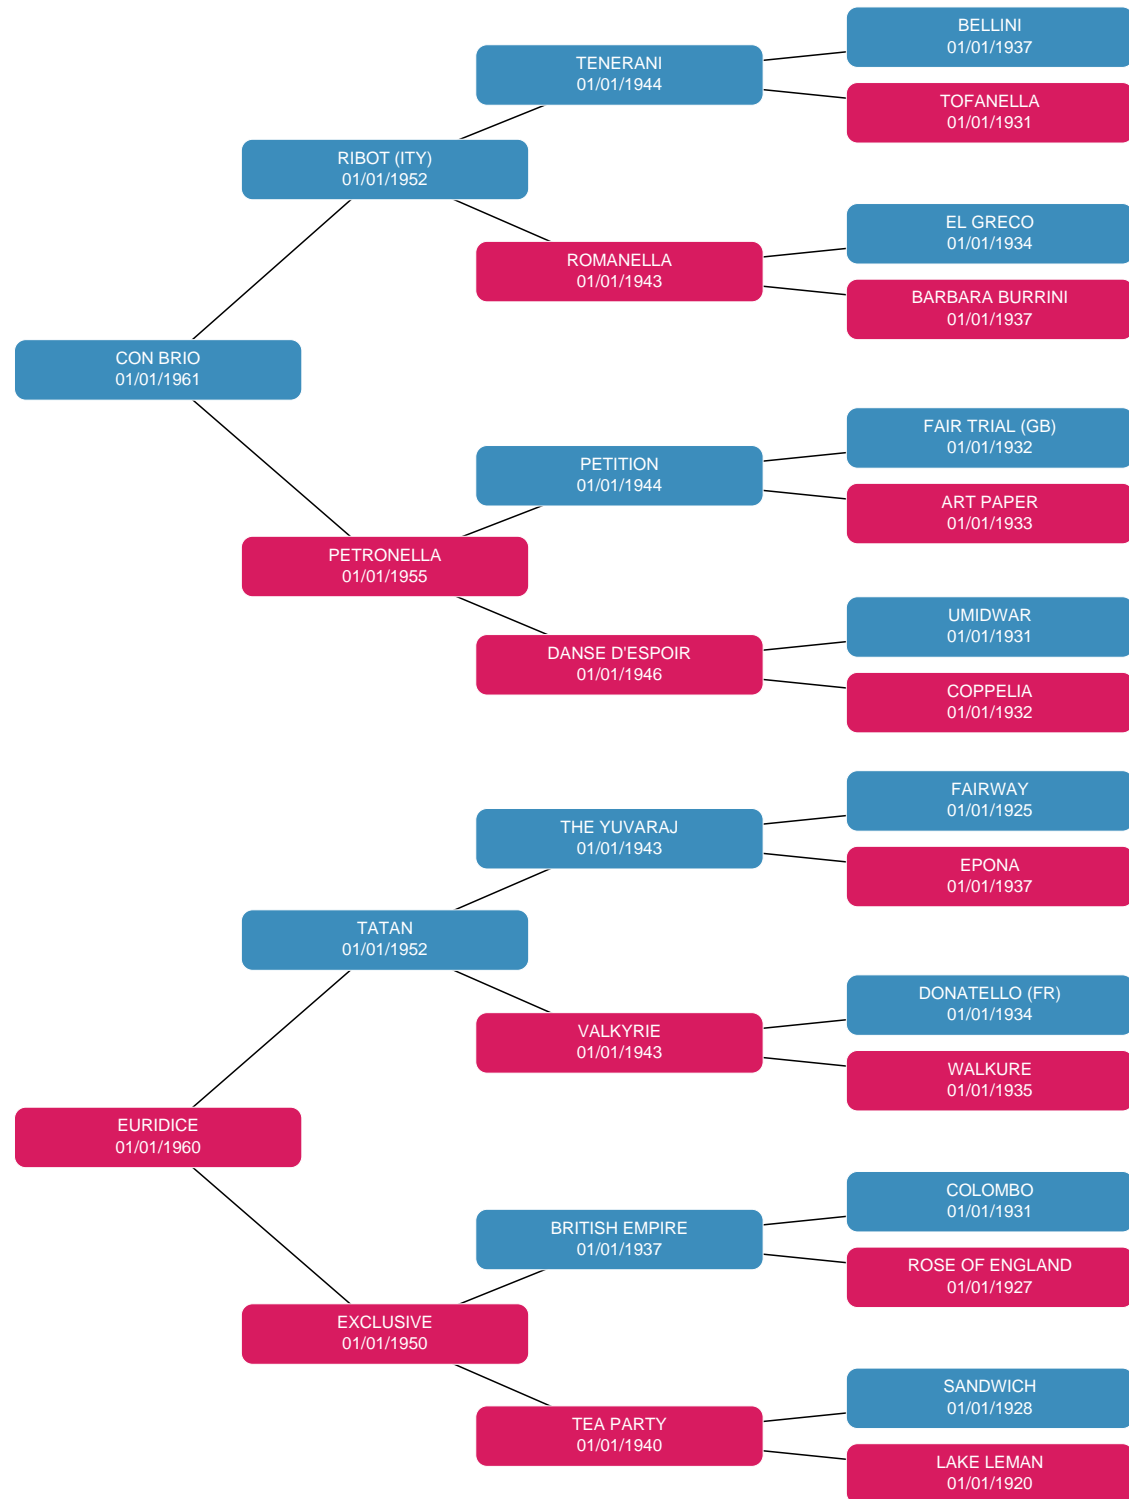 BELLINI
01/01/1937
TENERANI
01/01/1944
TOFANELLA
01/01/1931
RIBOT (ITY)
01/01/1952
EL GRECO
01/01/1934
ROMANELLA
01/01/1943
BARBARA BURRINI
01/01/1937
CON BRIO
01/01/1961
FAIR TRIAL (GB)
01/01/1932
PETITION
01/01/1944
ART PAPER
01/01/1933
PETRONELLA
01/01/1955
UMIDWAR
01/01/1931
DANSE D'ESPOIR
01/01/1946
COPPELIA
01/01/1932
FAIRWAY
01/01/1925
THE YUVARAJ
01/01/1943
EPONA
01/01/1937
TATAN
01/01/1952
DONATELLO (FR)
01/01/1934
VALKYRIE
01/01/1943
WALKURE
01/01/1935
EURIDICE
01/01/1960
COLOMBO
01/01/1931
BRITISH EMPIRE
01/01/1937
ROSE OF ENGLAND
01/01/1927
EXCLUSIVE
01/01/1950
SANDWICH
01/01/1928
TEA PARTY
01/01/1940
LAKE LEMAN
01/01/1920